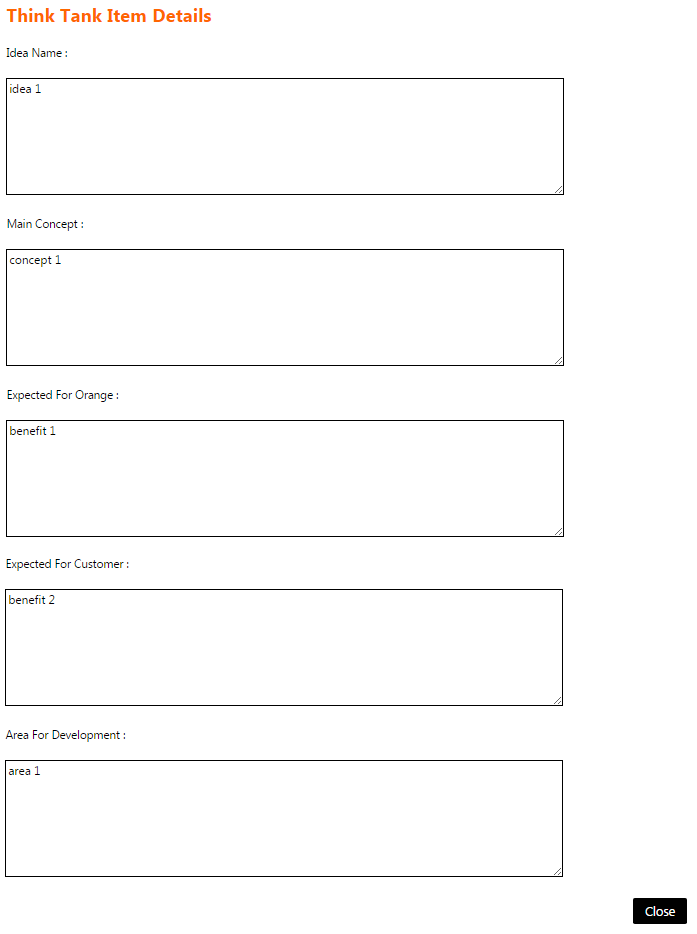 Think Tank Item Details
Idea Name :
idea 1
Main Concept :
concept 1
Expected For Orange :
benefit 1
Expected For Customer :
benefit 2
Area For Development :
area 1
Close